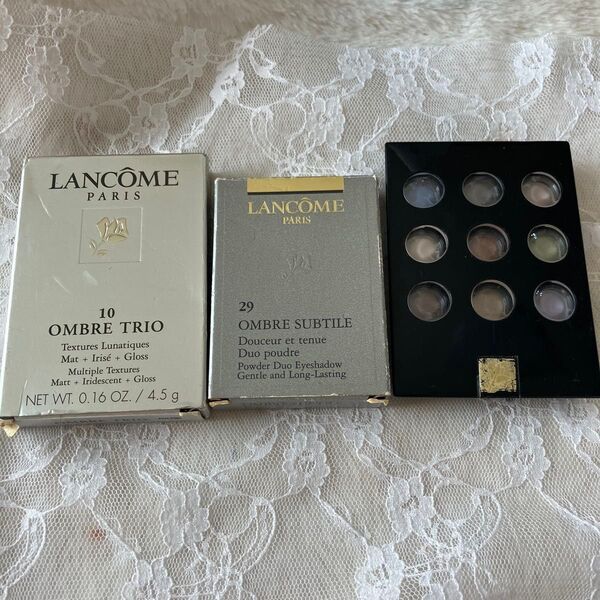 LANCÔME
PARIS
10
OMBRE TRIO
Textures Lunatiques
Mat + Irisé + Gloss
Multiple Textures
Matt + Iridescent + Gloss
NET WT. 0.16 OZ. / 4.5 g
LANCÔME
PARIS
29
OMBRE SUBTILE
Douceur et tenue
Duo poudre
Powder Duo Eyeshadow
Gentle and Long-Lasting